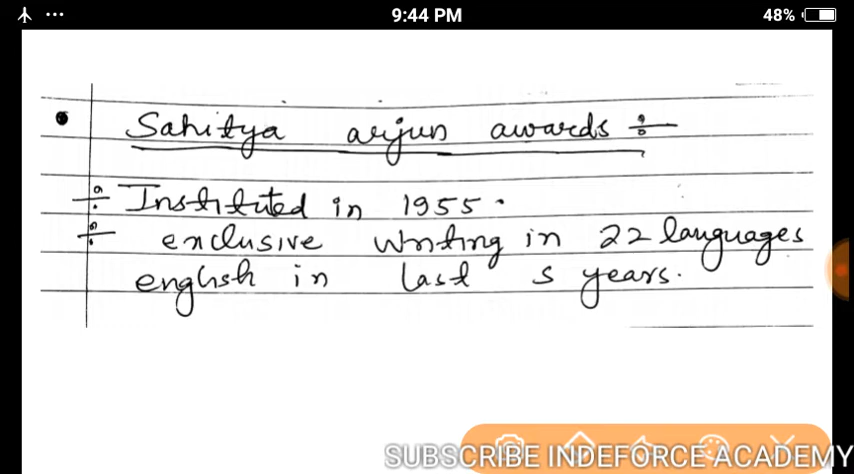 9:44 PM
48%
Sahitya arjun awards ÷
÷ Instituted in 1955.
÷ exclusive writing in 22 languages
english in last 5 years.
SUBSCRIBE INDEFORCE ACADEMY